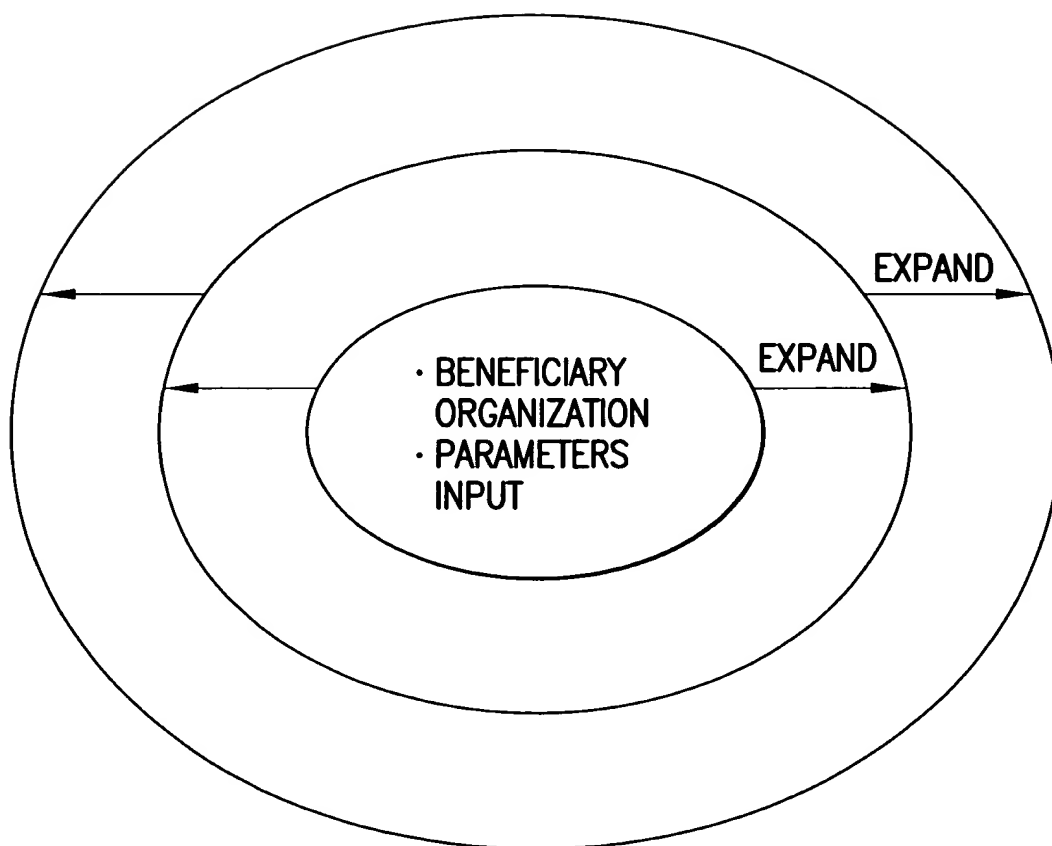 EXPAND
EXPAND
· BENEFICIARY
ORGANIZATION
· PARAMETERS
INPUT